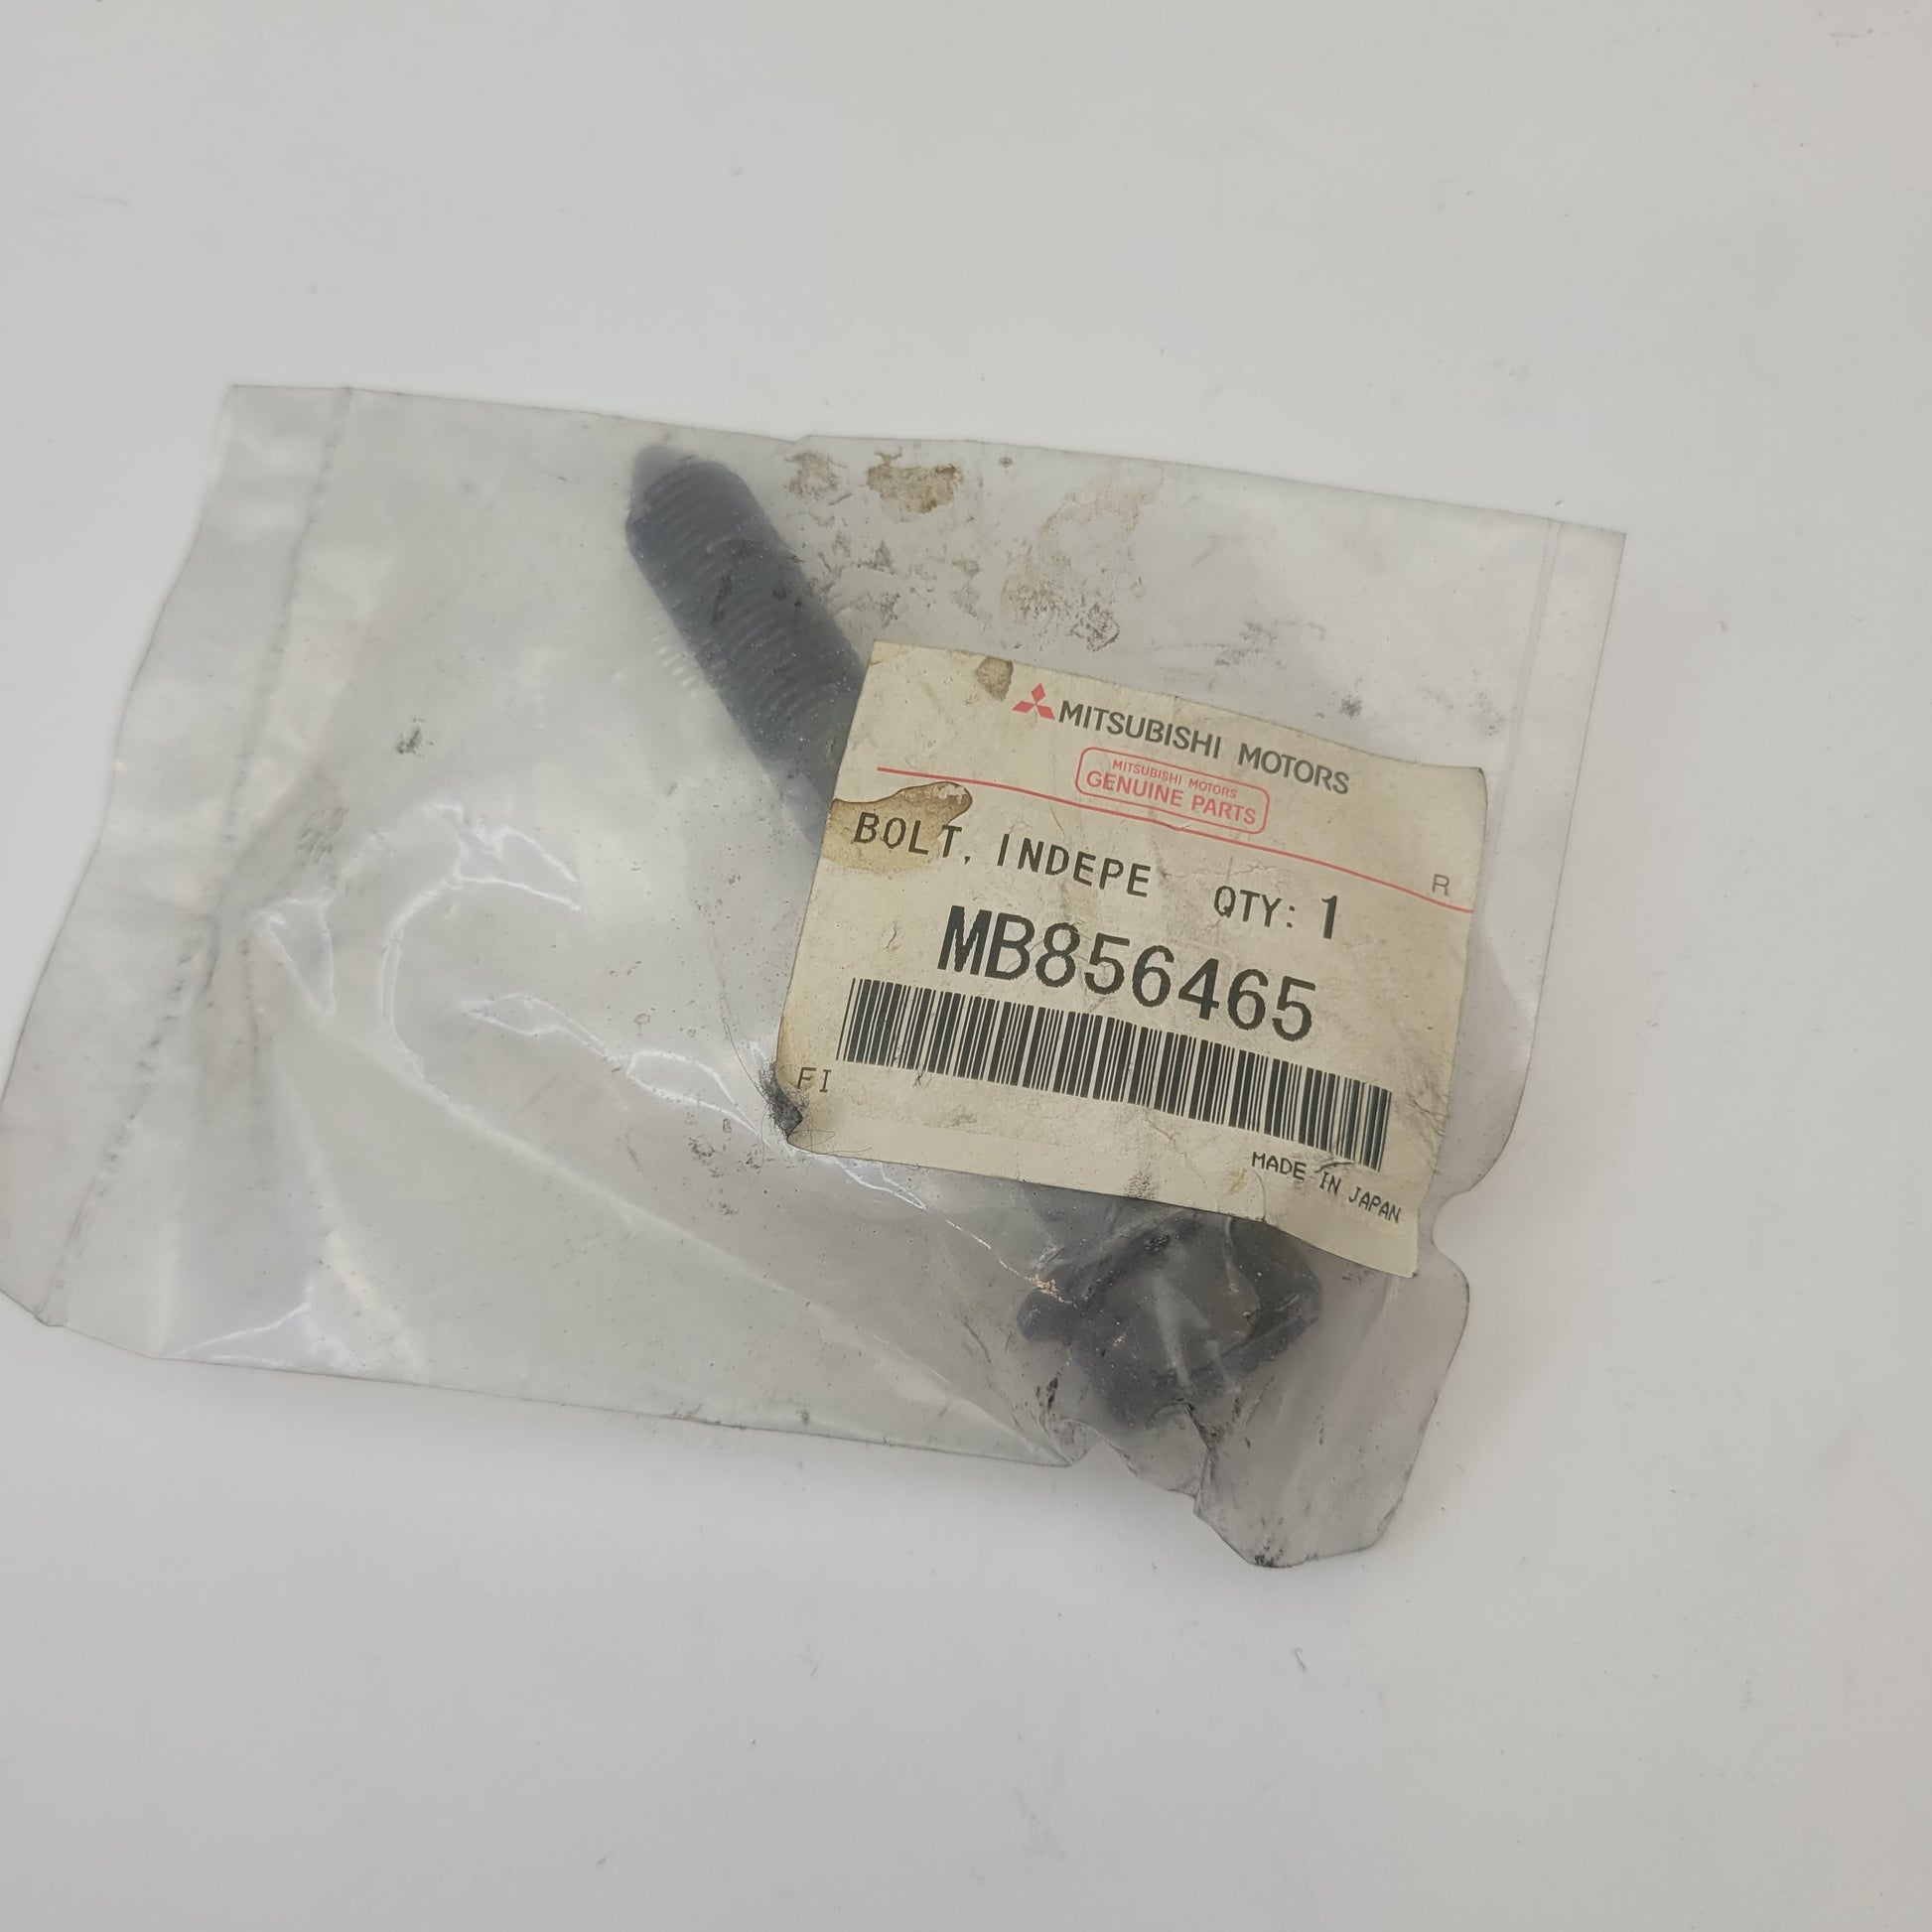 MITSUBISHI MOTORS
MITSUBISHI MOTORS
GENUINE PARTS
R
BOLT, INDEPE QTY: 1
MB856465
FI
MADE IN JAPAN